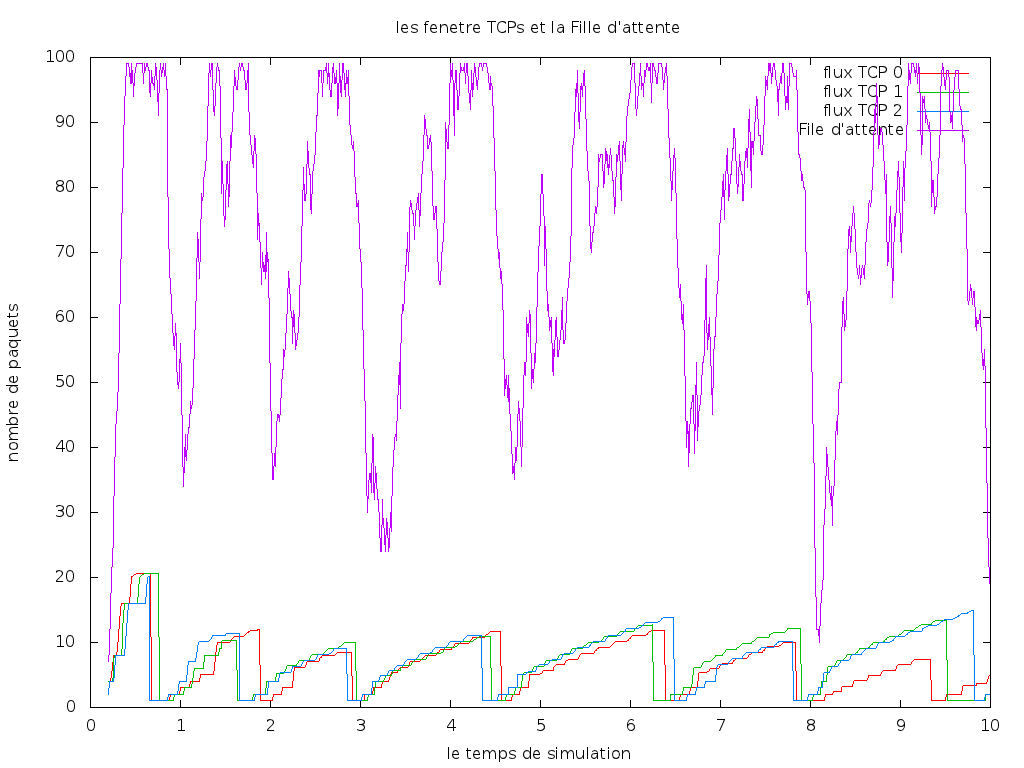 les fenetre TCPs et la Fille d'attente
100
90
80
70
60
50
40
30
20
10
0
nombre de paquets
flux TCP 0
flux TCP 1
flux TCP 2
File d'attente
0 1 2 3 4 5 6 7 8 9 10
le temps de simulation